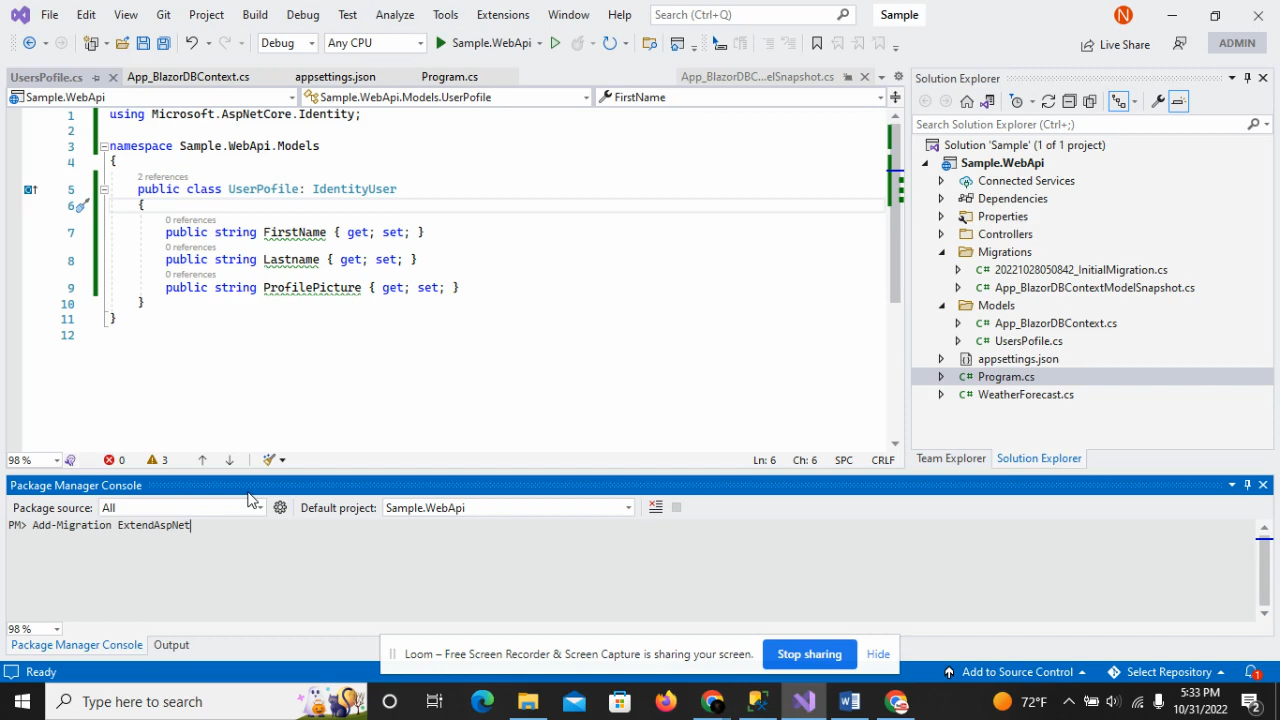 File Edit View Git Project Build Debug Test Analyze Tools Extensions Window Help Search (Ctrl+Q) Sample N
Debug Any CPU Sample.WebApi Live Share ADMIN
UsersPofile.cs App_BlazorDBContext.cs appsettings.json Program.cs App_BlazorDBC...elSnapshot.cs
Sample.WebApi Sample.WebApi.Models.UserPofile FirstName
1 using Microsoft.AspNetCore.Identity;
2
3 namespace Sample.WebApi.Models
4 {
2 references
5 public class UserPofile: IdentityUser
6 {
0 references
7 public string FirstName { get; set; }
0 references
8 public string Lastname { get; set; }
0 references
9 public string ProfilePicture { get; set; }
10 }
11 }
12
98 % 0 3 Ln: 6 Ch: 6 SPC CRLF
Solution Explorer
Search Solution Explorer (Ctrl+;)
Solution 'Sample' (1 of 1 project)
Sample.WebApi
Connected Services
Dependencies
Properties
Controllers
Migrations
C# 20221028050842_InitialMigration.cs
C# App_BlazorDBContextModelSnapshot.cs
Models
C# App_BlazorDBContext.cs
C# UsersPofile.cs
appsettings.json
C# Program.cs
C# WeatherForecast.cs
Team Explorer Solution Explorer
Package Manager Console
Package source: All Default project: Sample.WebApi
PM> Add-Migration ExtendAspNet
98 %
Package Manager Console Output
Loom – Free Screen Recorder & Screen Capture is sharing your screen. Stop sharing Hide
Ready Add to Source Control Select Repository 1
Type here to search 72°F 5:33 PM
10/31/2022 2